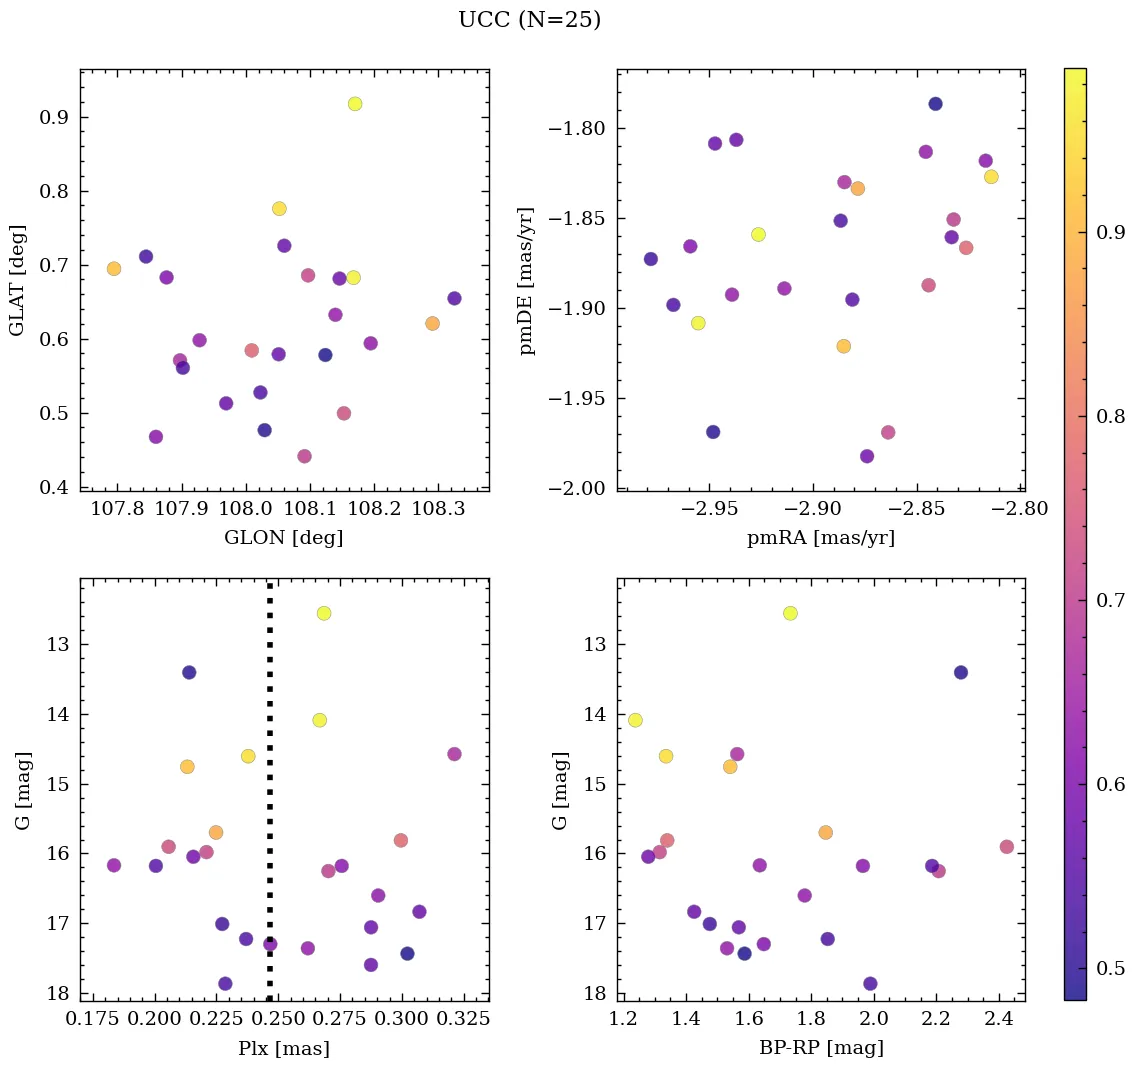 UCC (N=25)
0.9
0.8
0.7
0.6
0.5
0.4
GLAT [deg]
107.8 107.9 108.0 108.1 108.2 108.3
GLON [deg]
−1.80
−1.85
−1.90
−1.95
−2.00
pmDE [mas/yr]
−2.95 −2.90 −2.85 −2.80
pmRA [mas/yr]
13
14
15
16
17
18
G [mag]
0.175 0.200 0.225 0.250 0.275 0.300 0.325
Plx [mas]
13
14
15
16
17
18
G [mag]
1.2 1.4 1.6 1.8 2.0 2.2 2.4
BP-RP [mag]
0.9
0.8
0.7
0.6
0.5